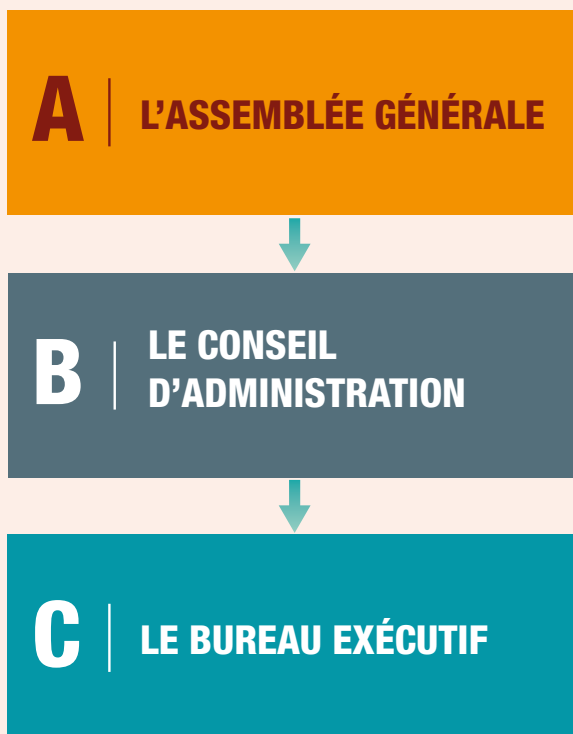 A | L'ASSEMBLÉE GÉNÉRALE
B | LE CONSEIL
D'ADMINISTRATION
C | LE BUREAU EXÉCUTIF